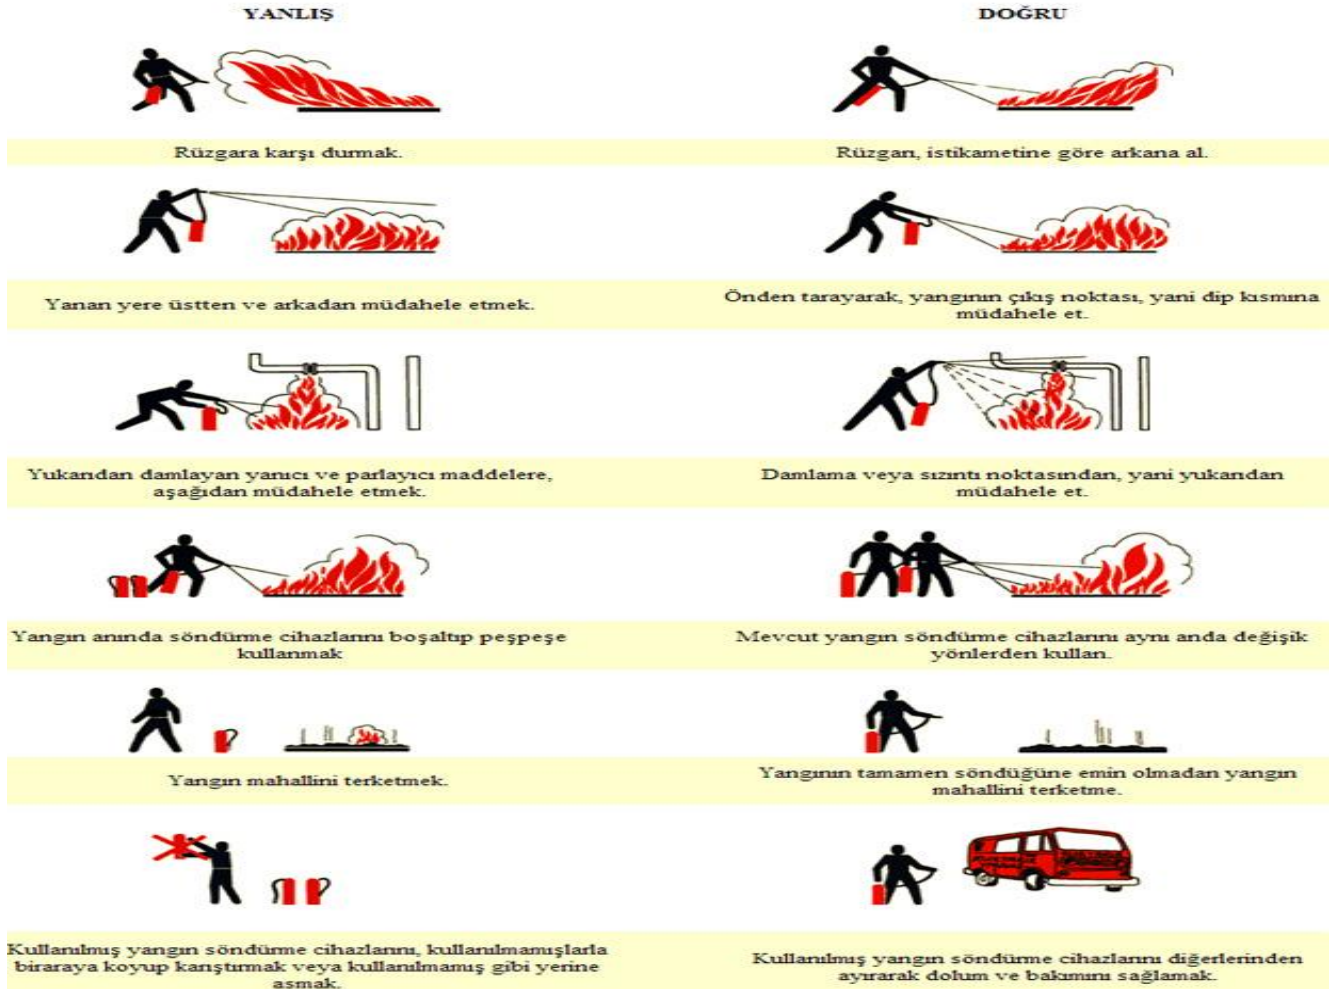 YANLIŞ
DOĞRU
Rüzgara karşı durmak.
Rüzgarı, istikametine göre arkana al.
Yanan yere üstten ve arkadan müdahele etmek.
Önden tarayarak, yangının çıkış noktası, yani dip kısmına
müdahele et.
Yukarıdan damlayan yanıcı ve parlayıcı maddelere,
aşağıdan müdahele etmek.
Damlama veya sızıntı noktasından, yani yukarıdan
müdahele et.
Yangın anında söndürme cihazlarını boşaltıp peşpeşe
kullanmak
Mevcut yangın söndürme cihazlarını aynı anda değişik
yönlerden kullan.
Yangın mahallini terketmek.
Yangının tamamen söndüğüne emin olmadan yangın
mahallini terketme.
Kullanılmış yangın söndürme cihazlarını, kullanılmamışlarla
biraraya koyup karıştırmak veya kullanılmamış gibi yerine
asmak.
Kullanılmış yangın söndürme cihazlarını diğerlerinden
ayırarak dolum ve bakımını sağlamak.